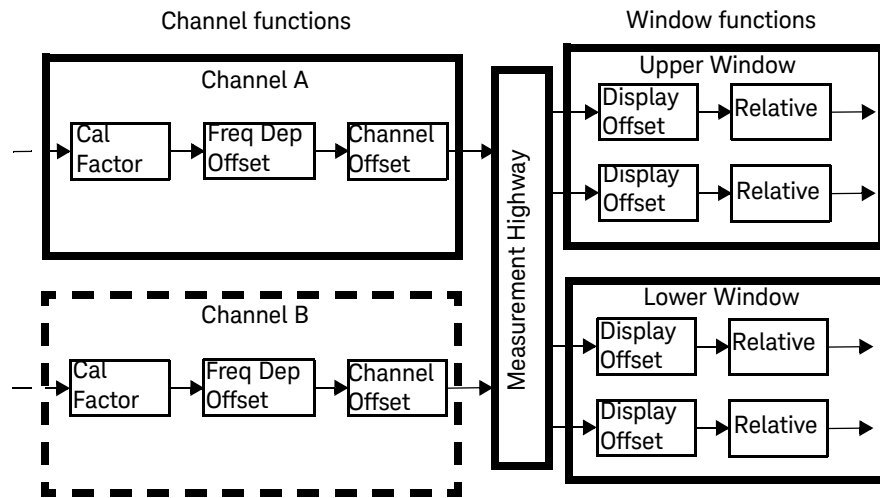 Channel functions
Window functions
Channel A
Cal
Factor
Freq Dep
Offset
Channel
Offset
Channel B
Cal
Factor
Freq Dep
Offset
Channel
Offset
Measurement Highway
Upper Window
Display
Offset
Relative
Display
Offset
Relative
Lower Window
Display
Offset
Relative
Display
Offset
Relative